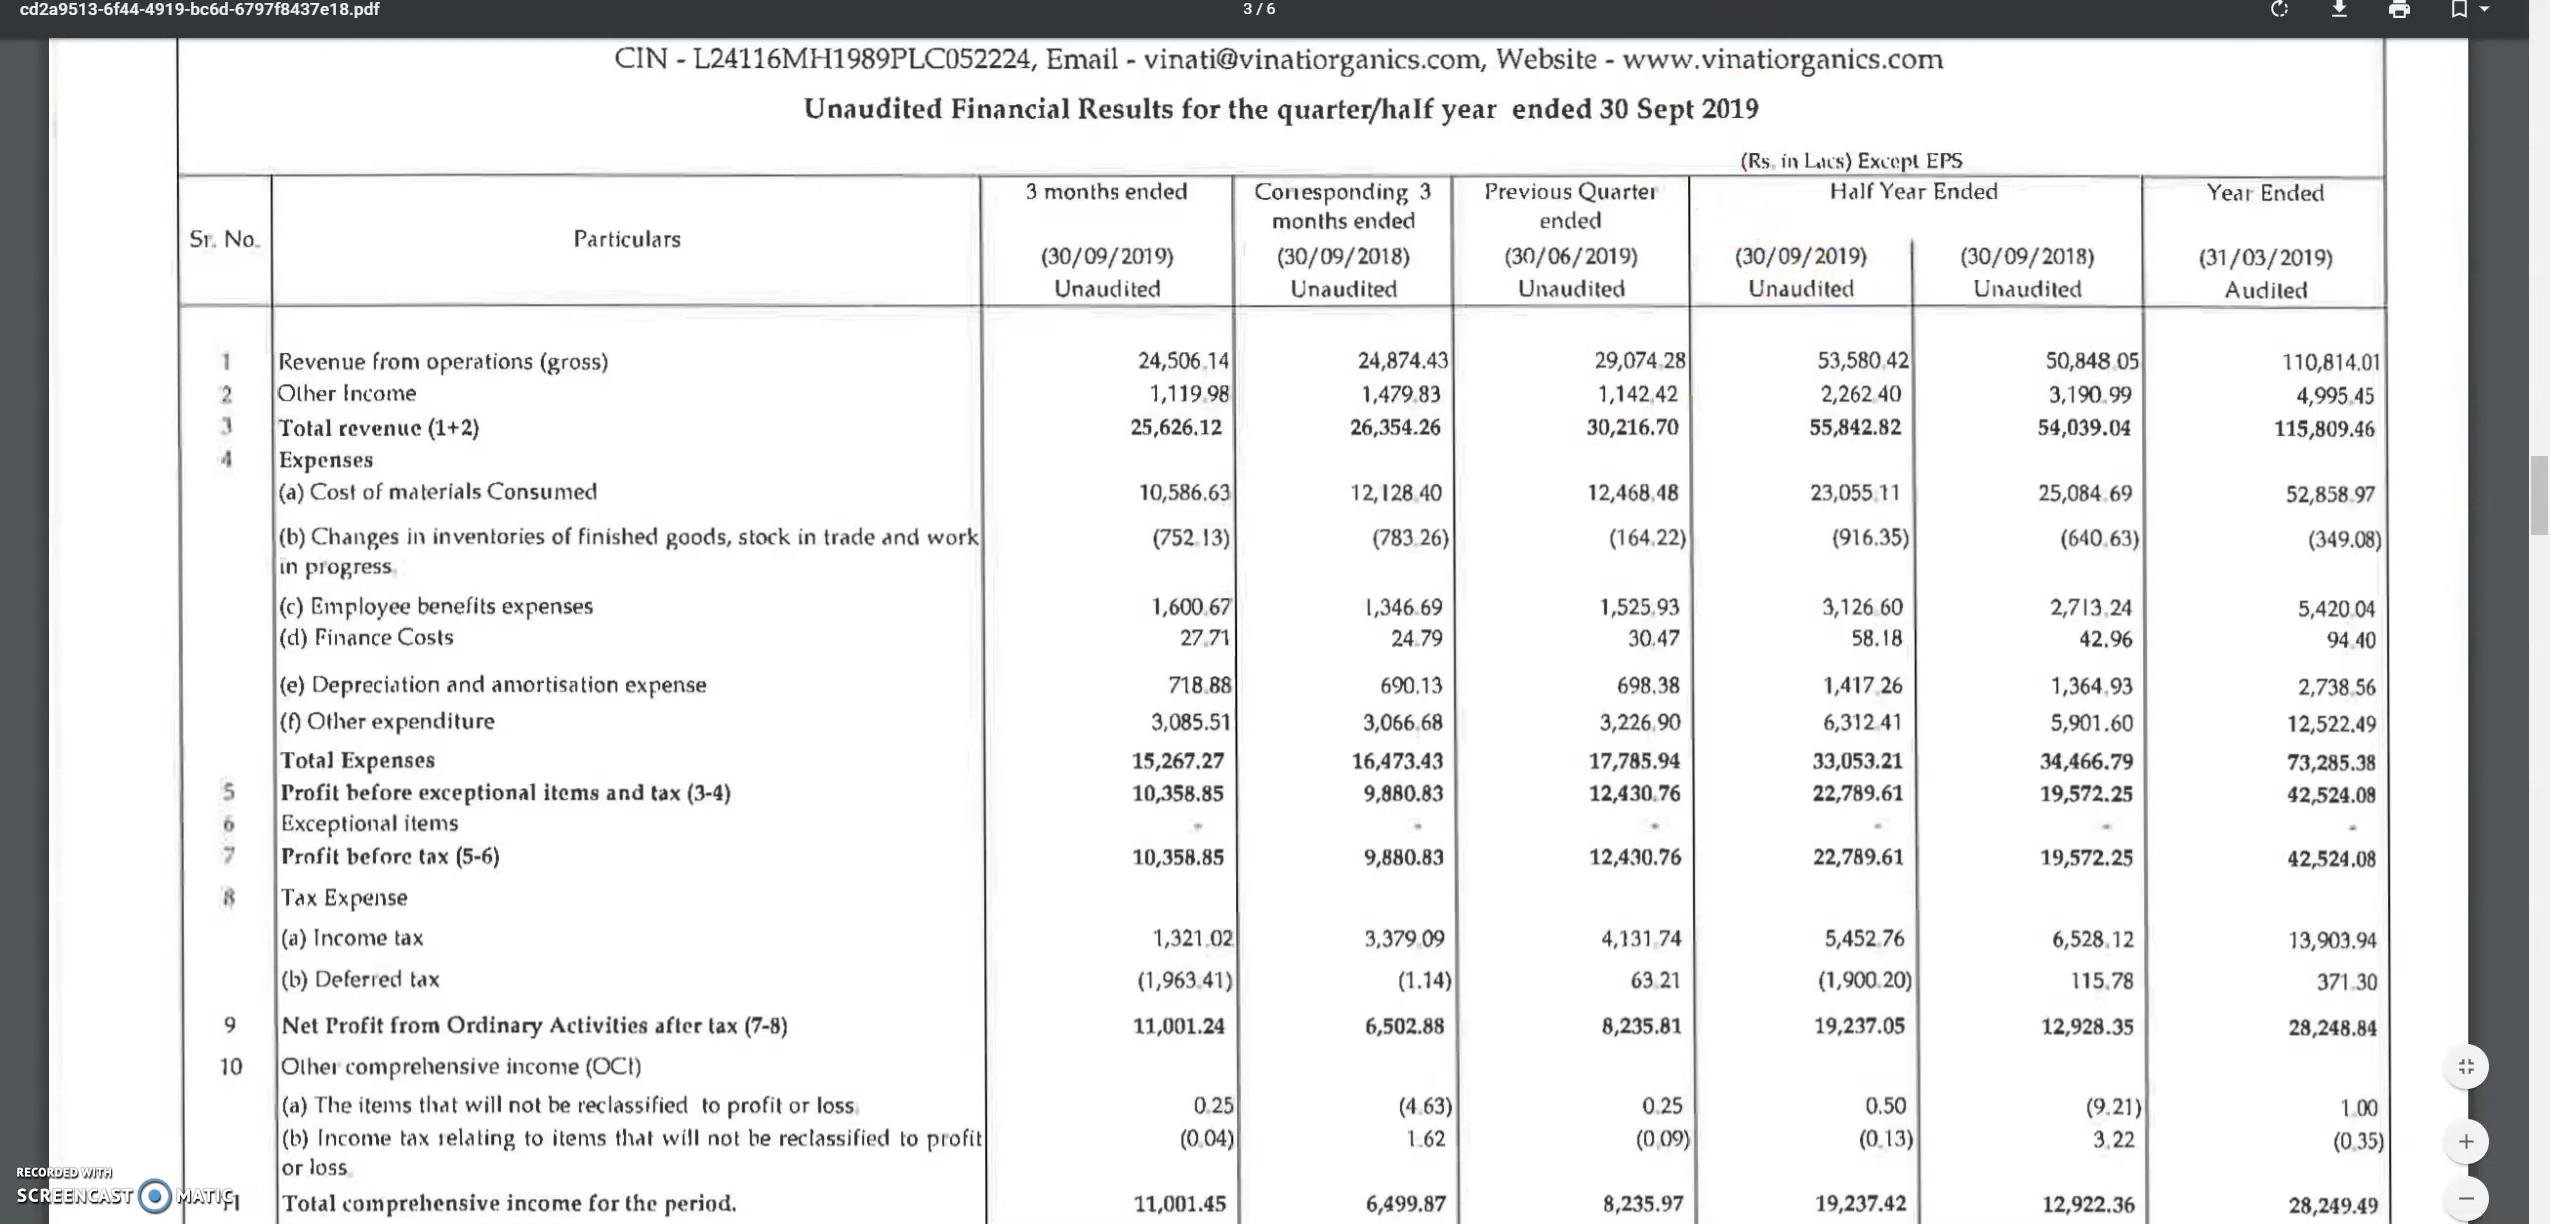 cd2a9513-6f44-4919-bc6d-6797f8437e18.pdf 3 / 6
CIN - L24116MH1989PLC052224, Email - vinati@vinatiorganics.com, Website - www.vinatiorganics.com
Unaudited Financial Results for the quarter/half year ended 30 Sept 2019
(Rs. in Lacs) Except EPS
3 months ended Corresponding 3 Previous Quarter Half Year Ended Year Ended
months ended ended
Sr. No. Particulars
(30/09/2019) (30/09/2018) (30/06/2019) (30/09/2019) (30/09/2018) (31/03/2019)
Unaudited Unaudited Unaudited Unaudited Unaudited Audited
1 Revenue from operations (gross) 24,506.14 24,874.43 29,074.28 53,580.42 50,848.05 110,814.01
2 Other Income 1,119.98 1,479.83 1,142.42 2,262.40 3,190.99 4,995.45
3 Total revenue (1+2) 25,626.12 26,354.26 30,216.70 55,842.82 54,039.04 115,809.46
4 Expenses
(a) Cost of materials Consumed 10,586.63 12,128.40 12,468.48 23,055.11 25,084.69 52,858.97
(b) Changes in inventories of finished goods, stock in trade and work (752.13) (783.26) (164.22) (916.35) (640.63) (349.08)
in progress.
(c) Employee benefits expenses 1,600.67 1,346.69 1,525.93 3,126.60 2,713.24 5,420.04
(d) Finance Costs 27.71 24.79 30.47 58.18 42.96 94.40
(e) Depreciation and amortisation expense 718.88 690.13 698.38 1,417.26 1,364.93 2,738.56
(f) Other expenditure 3,085.51 3,066.68 3,226.90 6,312.41 5,901.60 12,522.49
Total Expenses 15,267.27 16,473.43 17,785.94 33,053.21 34,466.79 73,285.38
5 Profit before exceptional items and tax (3-4) 10,358.85 9,880.83 12,430.76 22,789.61 19,572.25 42,524.08
6 Exceptional items - - - - - -
7 Profit before tax (5-6) 10,358.85 9,880.83 12,430.76 22,789.61 19,572.25 42,524.08
8 Tax Expense
(a) Income tax 1,321.02 3,379.09 4,131.74 5,452.76 6,528.12 13,903.94
(b) Deferred tax (1,963.41) (1.14) 63.21 (1,900.20) 115.78 371.30
9 Net Profit from Ordinary Activities after tax (7-8) 11,001.24 6,502.88 8,235.81 19,237.05 12,928.35 28,248.84
10 Other comprehensive income (OCI)
(a) The items that will not be reclassified to profit or loss. 0.25 (4.63) 0.25 0.50 (9.21) 1.00
(b) Income tax relating to items that will not be reclassified to profit (0.04) 1.62 (0.09) (0.13) 3.22 (0.35)
or loss.
11 Total comprehensive income for the period. 11,001.45 6,499.87 8,235.97 19,237.42 12,922.36 28,249.49
RECORDED WITH
SCREENCAST MATIC